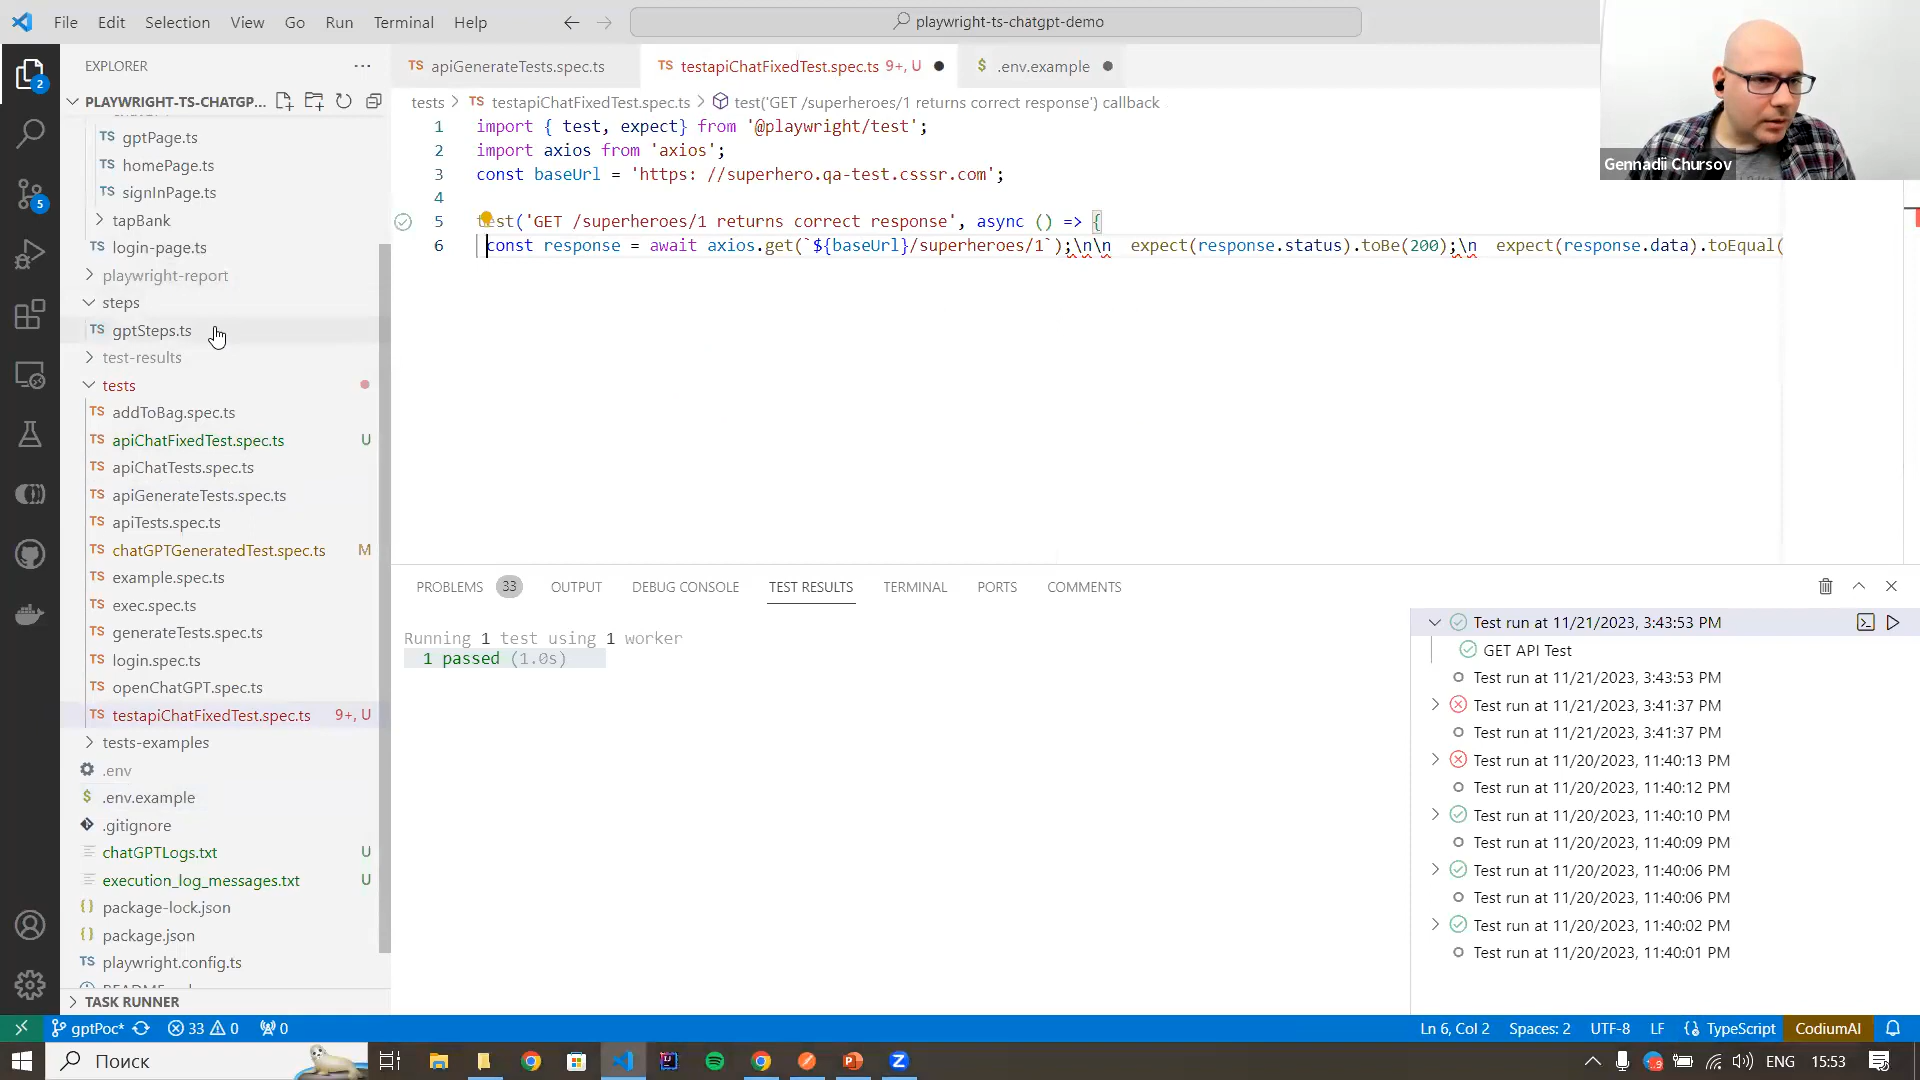 File Edit Selection View Go Run Terminal Help
playwright-ts-chatgpt-demo
EXPLORER
PLAYWRIGHT-TS-CHATGP...
gptPage.ts
homePage.ts
signInPage.ts
tapBank
login-page.ts
playwright-report
steps
gptSteps.ts
test-results
tests
addToBag.spec.ts
apiChatFixedTest.spec.ts U
apiChatTests.spec.ts
apiGenerateTests.spec.ts
apiTests.spec.ts
chatGPTGeneratedTest.spec.ts M
example.spec.ts
exec.spec.ts
generateTests.spec.ts
login.spec.ts
openChatGPT.spec.ts
testapiChatFixedTest.spec.ts 9+, U
tests-examples
.env
.env.example
.gitignore
chatGPTLogs.txt U
execution_log_messages.txt U
package-lock.json
package.json
playwright.config.ts
TASK RUNNER
apiGenerateTests.spec.ts
testapiChatFixedTest.spec.ts 9+, U
.env.example
tests > testapiChatFixedTest.spec.ts > test('GET /superheroes/1 returns correct response') callback
1 import { test, expect} from '@playwright/test';
2 import axios from 'axios';
3 const baseUrl = 'https: //superhero.qa-test.csssr.com';
4
5 test('GET /superheroes/1 returns correct response', async () => {
6 const response = await axios.get(`${baseUrl}/superheroes/1`);\n\n  expect(response.status).toBe(200);\n  expect(response.data).toEqual(
Gennadii Chursov
PROBLEMS 33 OUTPUT DEBUG CONSOLE TEST RESULTS TERMINAL PORTS COMMENTS
Running 1 test using 1 worker
1 passed (1.0s)
Test run at 11/21/2023, 3:43:53 PM
GET API Test
Test run at 11/21/2023, 3:43:53 PM
Test run at 11/21/2023, 3:41:37 PM
Test run at 11/21/2023, 3:41:37 PM
Test run at 11/20/2023, 11:40:13 PM
Test run at 11/20/2023, 11:40:12 PM
Test run at 11/20/2023, 11:40:10 PM
Test run at 11/20/2023, 11:40:09 PM
Test run at 11/20/2023, 11:40:06 PM
Test run at 11/20/2023, 11:40:06 PM
Test run at 11/20/2023, 11:40:02 PM
Test run at 11/20/2023, 11:40:01 PM
gptPoc* 33 0 0
Ln 6, Col 2 Spaces: 2 UTF-8 LF TypeScript CodiumAI
Поиск
ENG 15:53